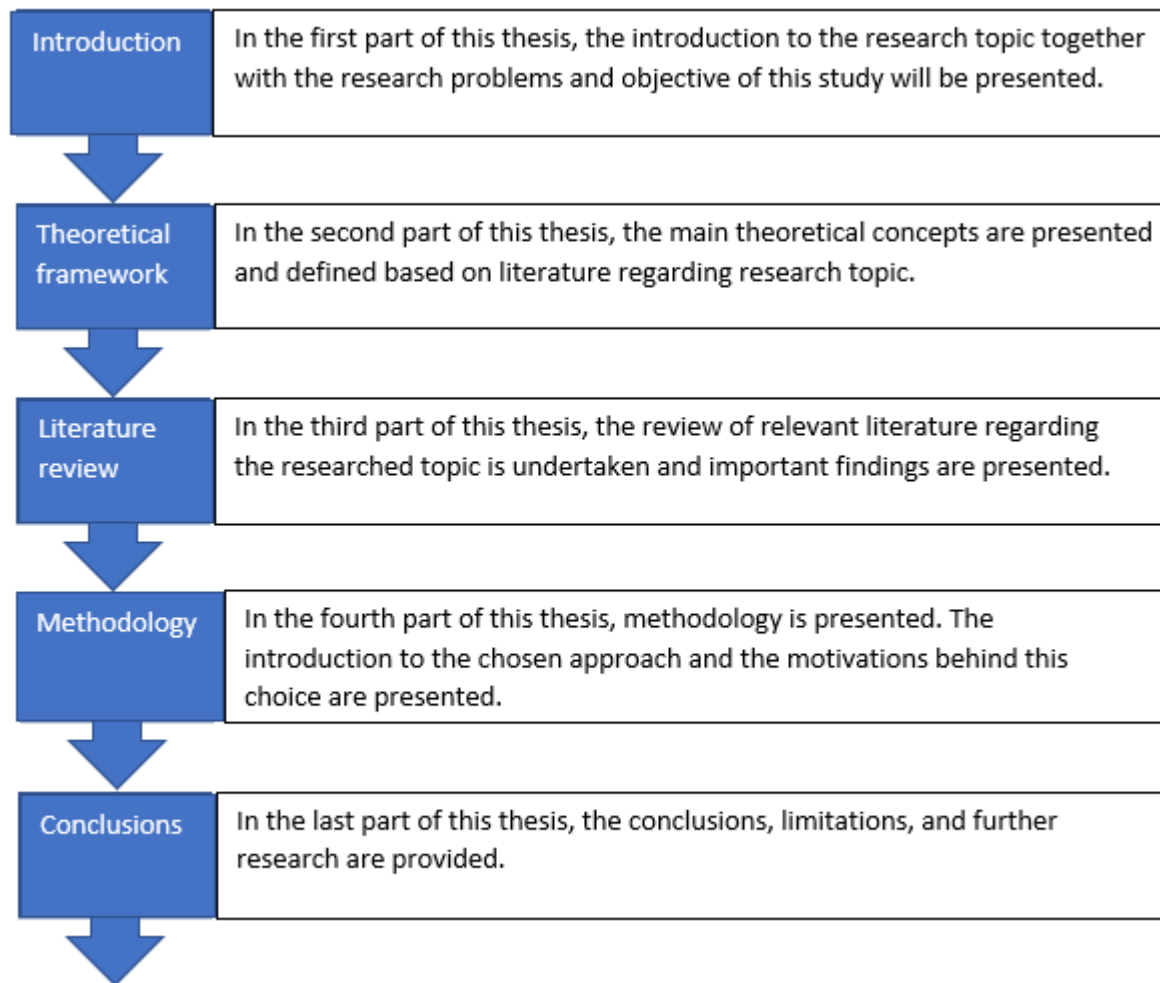 Introduction
In the first part of this thesis, the introduction to the research topic together
with the research problems and objective of this study will be presented.
Theoretical
framework
In the second part of this thesis, the main theoretical concepts are presented
and defined based on literature regarding research topic.
Literature
review
In the third part of this thesis, the review of relevant literature regarding
the researched topic is undertaken and important findings are presented.
Methodology
In the fourth part of this thesis, methodology is presented. The
introduction to the chosen approach and the motivations behind this
choice are presented.
Conclusions
In the last part of this thesis, the conclusions, limitations, and further
research are provided.